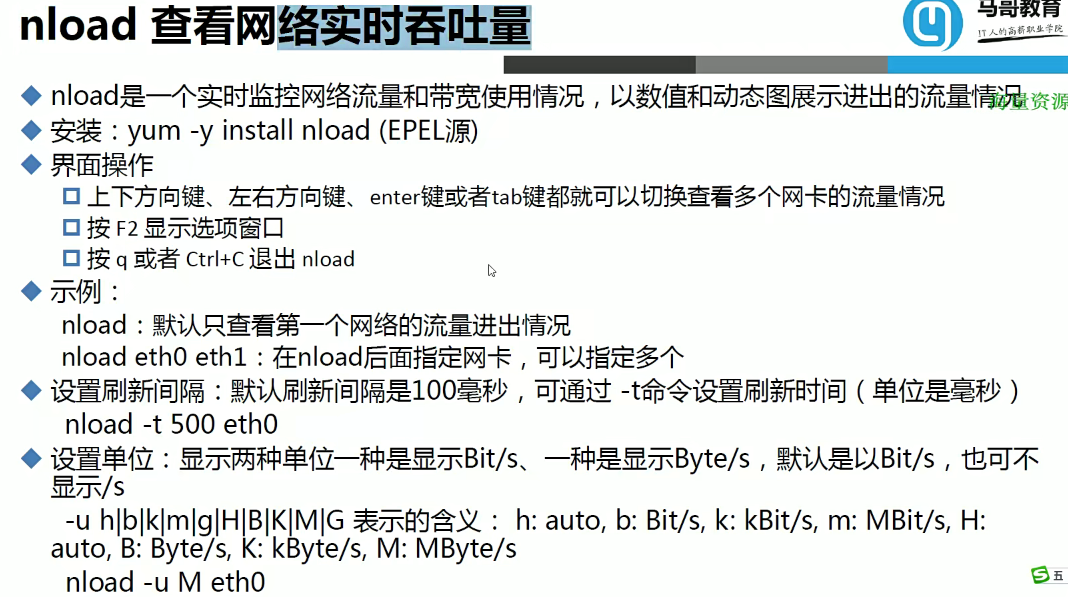 nload 查看网络实时吞吐量
马哥教育
IT人的高薪职业学院
nload是一个实时监控网络流量和带宽使用情况，以数值和动态图展示进出的流量情况
海量资源
安装：yum -y install nload (EPEL源)
界面操作
上下方向键、左右方向键、enter键或者tab键都就可以切换查看多个网卡的流量情况
按 F2 显示选项窗口
按 q 或者 Ctrl+C 退出 nload
示例：
nload：默认只查看第一个网络的流量进出情况
nload eth0 eth1：在nload后面指定网卡，可以指定多个
设置刷新间隔：默认刷新间隔是100毫秒，可通过 -t命令设置刷新时间（单位是毫秒）
nload -t 500 eth0
设置单位：显示两种单位一种是显示Bit/s、一种是显示Byte/s，默认是以Bit/s，也可不
显示/s
-u h|b|k|m|g|H|B|K|M|G 表示的含义： h: auto, b: Bit/s, k: kBit/s, m: MBit/s, H:
auto, B: Byte/s, K: kByte/s, M: MByte/s
nload -u M eth0
五